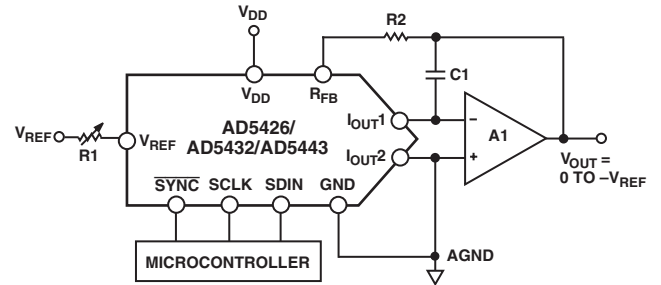 VDD
R2
C1
VDD
RFB
AD5426/
AD5432/AD5443
VREF
R1
VREF
IOUT1
IOUT2
–
+
A1
VOUT =
0 TO –VREF
SYNC SCLK SDIN GND
AGND
MICROCONTROLLER